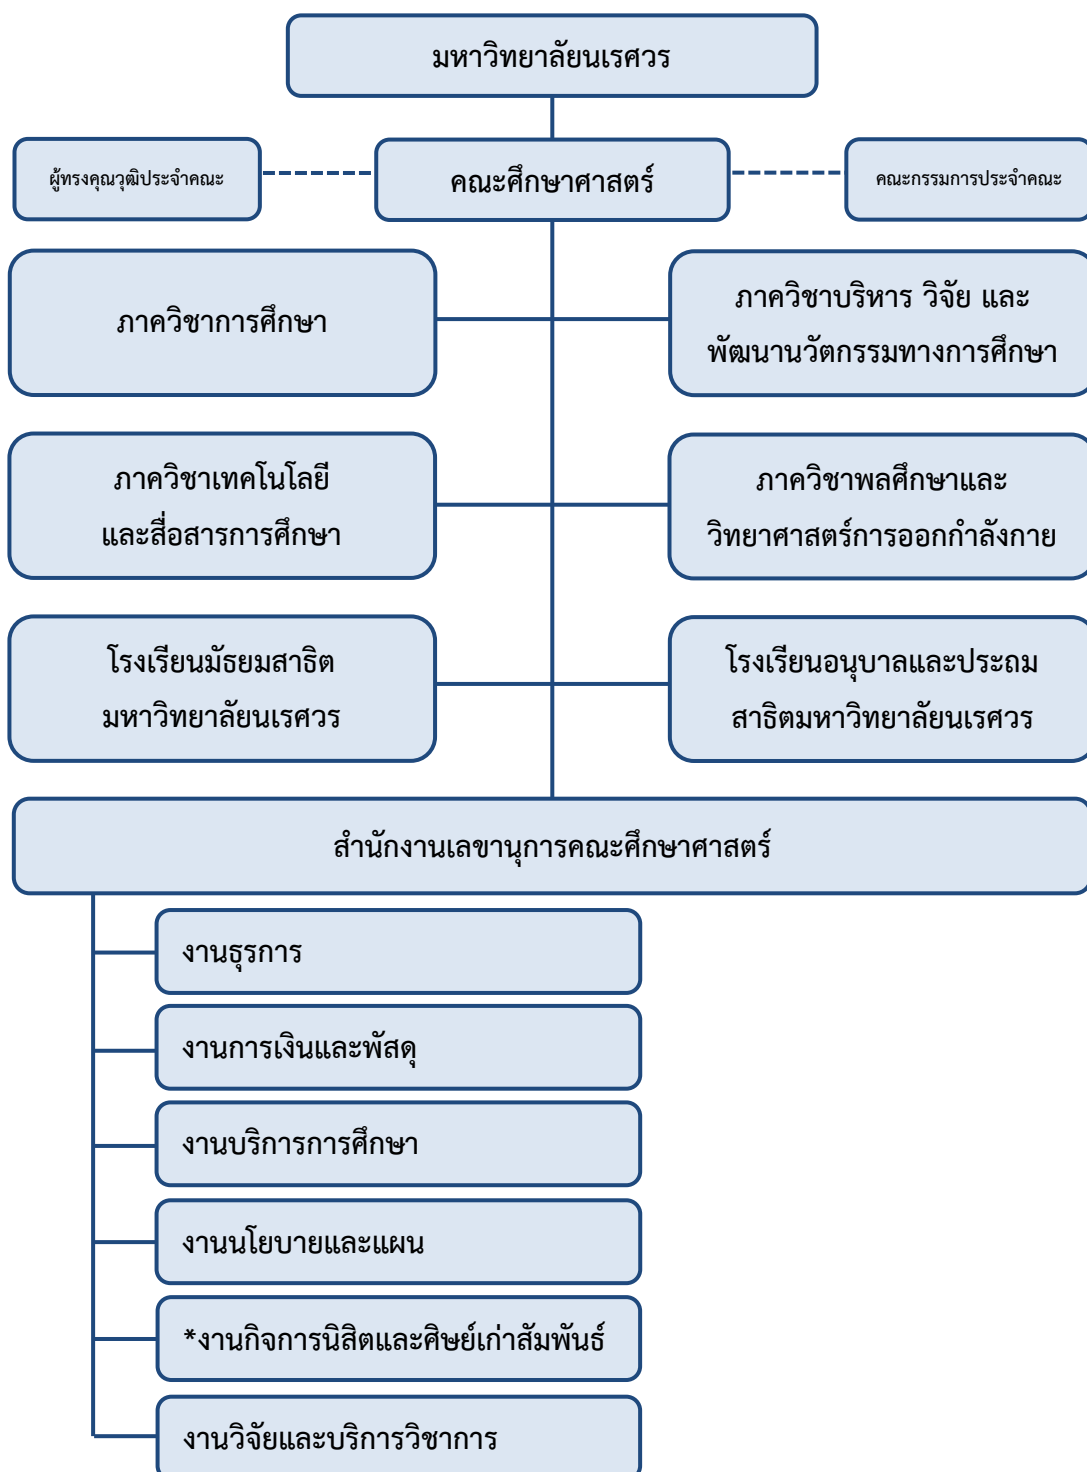 มหาวิทยาลัยนเรศวร
ผู้ทรงคุณวุฒิประจำคณะ
คณะศึกษาศาสตร์
คณะกรรมการประจำคณะ
ภาควิชาการศึกษา
ภาควิชาบริหาร วิจัย และ
พัฒนานวัตกรรมทางการศึกษา
ภาควิชาเทคโนโลยี
และสื่อสารการศึกษา
ภาควิชาพลศึกษาและ
วิทยาศาสตร์การออกกำลังกาย
โรงเรียนมัธยมสาธิต
มหาวิทยาลัยนเรศวร
โรงเรียนอนุบาลและประถม
สาธิตมหาวิทยาลัยนเรศวร
สำนักงานเลขานุการคณะศึกษาศาสตร์
งานธุรการ
งานการเงินและพัสดุ
งานบริการการศึกษา
งานนโยบายและแผน
*งานกิจการนิสิตและศิษย์เก่าสัมพันธ์
งานวิจัยและบริการวิชาการ